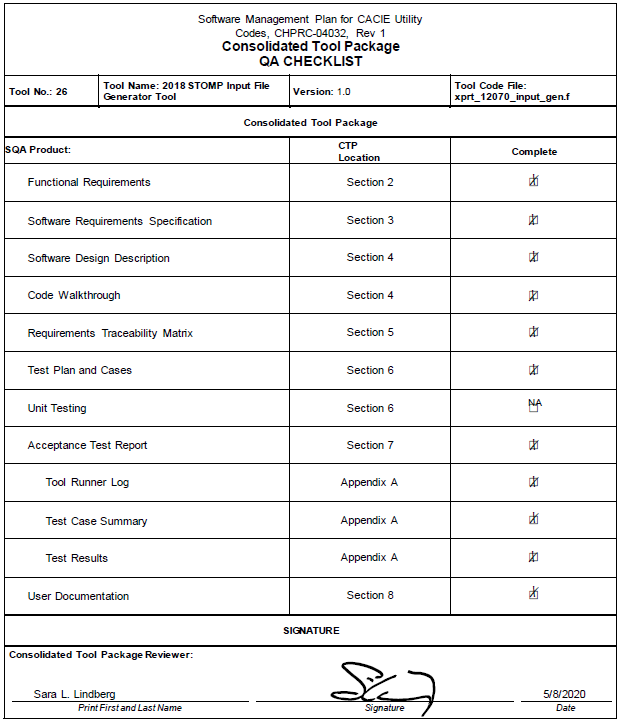 Software Management Plan for CACIE Utility
Codes, CHPRC-04032, Rev 1
Consolidated Tool Package
QA CHECKLIST
Tool No.: 26
Tool Name: 2018 STOMP Input File
Generator Tool
Version: 1.0
Tool Code File:
xprt_12070_input_gen.f
Consolidated Tool Package
SQA Product:
CTP
Location
Complete
Functional Requirements Section 2
Software Requirements Specification Section 3
Software Design Description Section 4
Code Walkthrough Section 4
Requirements Traceability Matrix Section 5
Test Plan and Cases Section 6
Unit Testing Section 6 NA
Acceptance Test Report Section 7
Tool Runner Log Appendix A
Test Case Summary Appendix A
Test Results Appendix A
User Documentation Section 8
SIGNATURE
Consolidated Tool Package Reviewer:
Sara L. Lindberg 5/8/2020
Print First and Last Name Signature Date